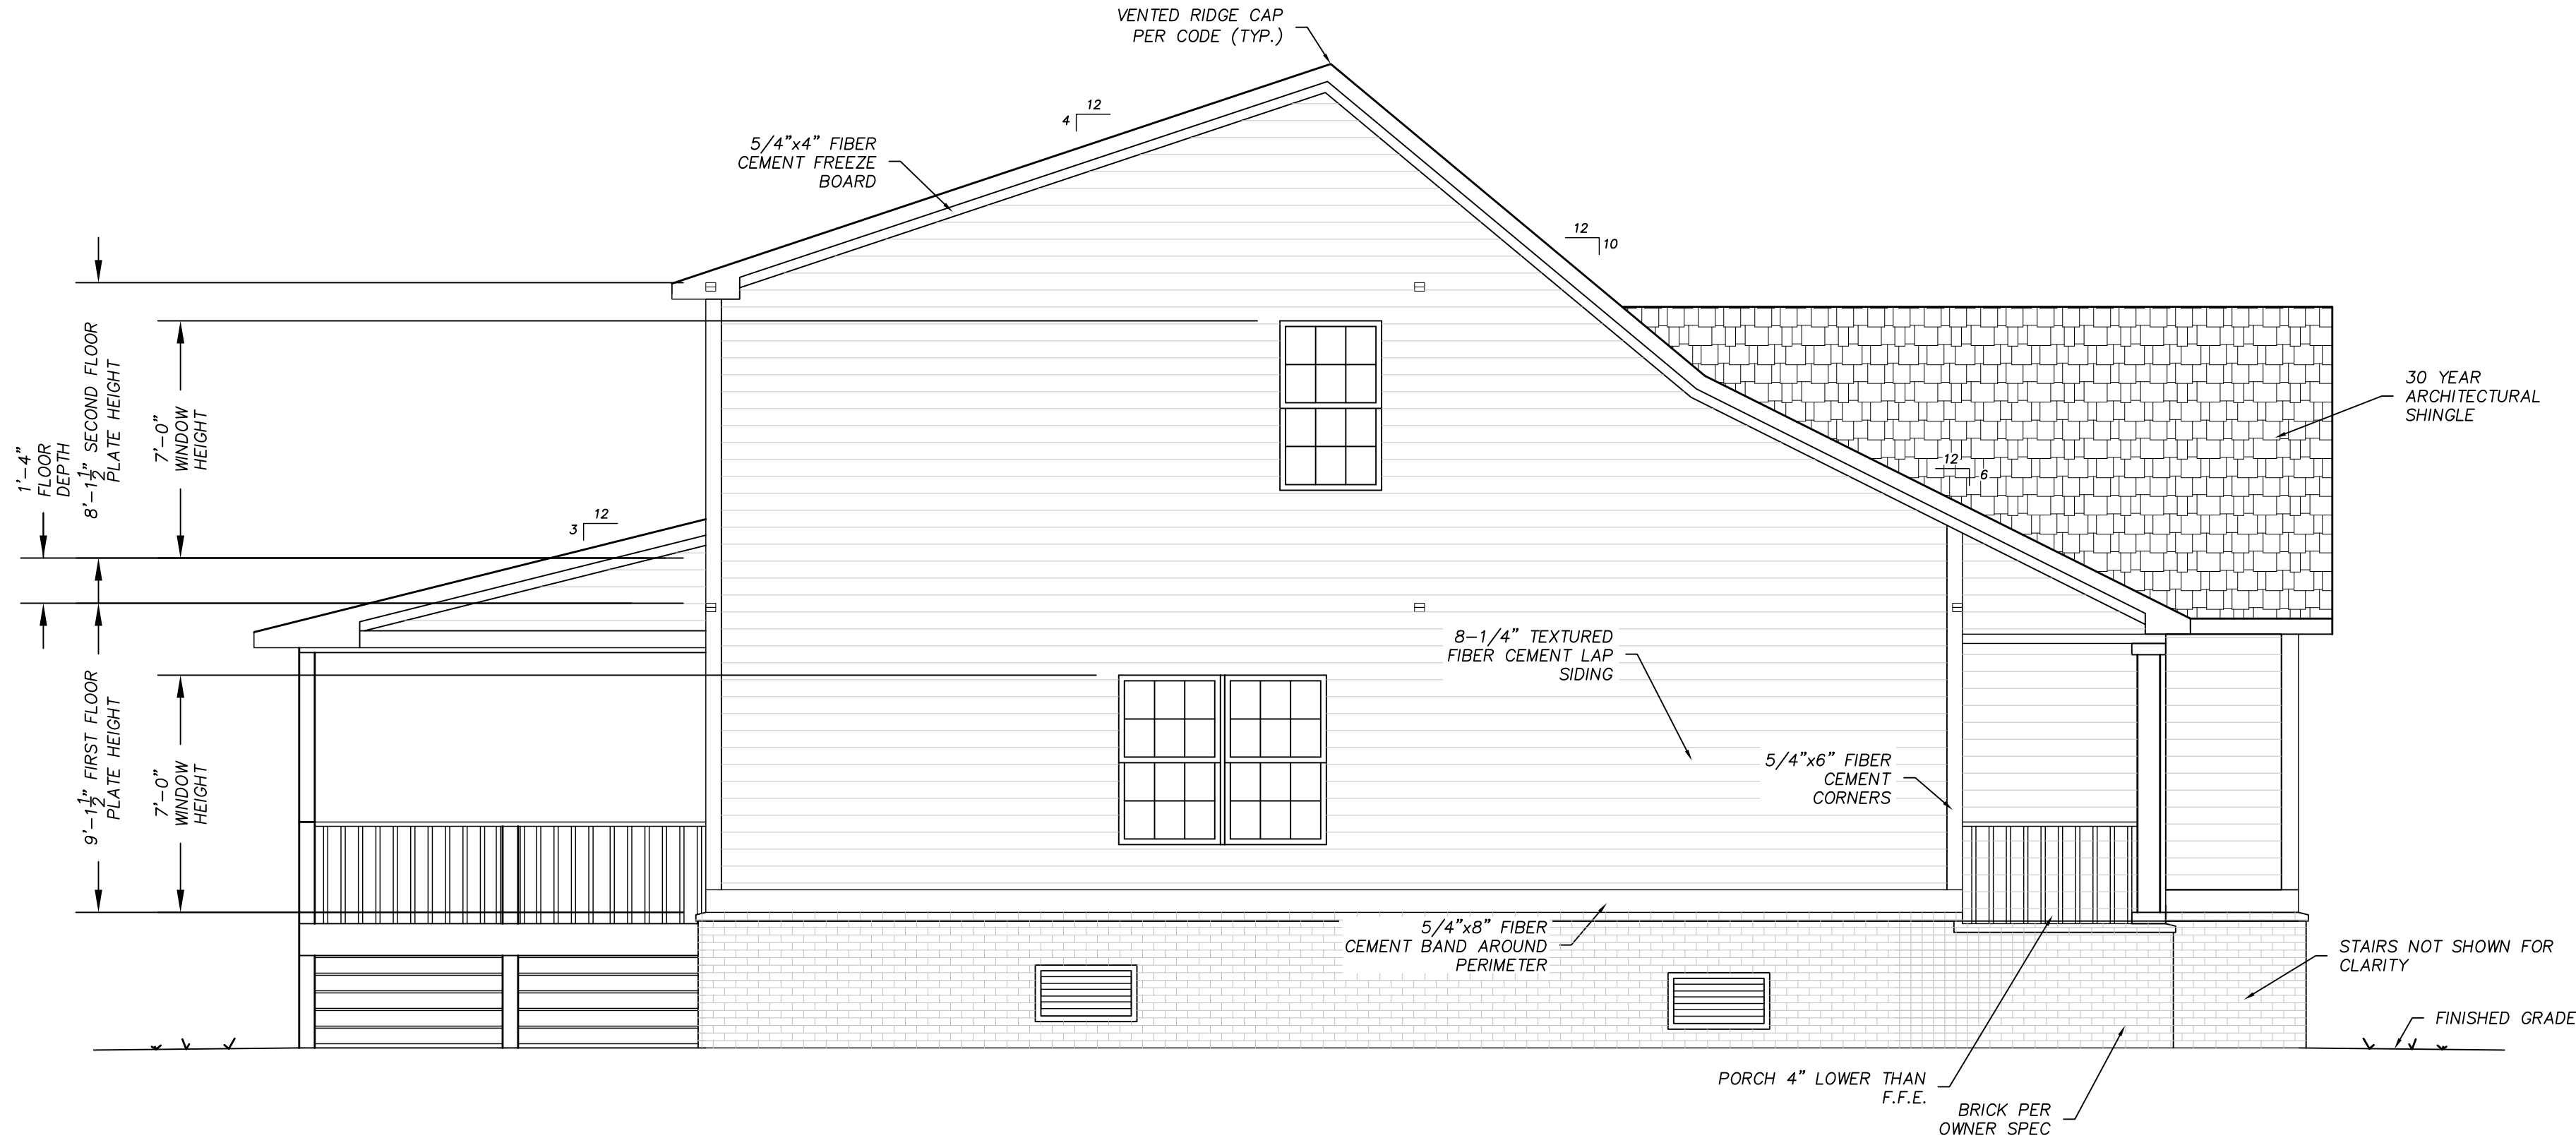 VENTED RIDGE CAP
PER CODE (TYP.)
12
4
5/4"x4" FIBER
CEMENT FREEZE
BOARD
12
10
30 YEAR
ARCHITECTURAL
SHINGLE
1'-4"
FLOOR
DEPTH
8'-1 1/2" SECOND FLOOR
PLATE HEIGHT
7'-0"
WINDOW
HEIGHT
12
3
12
6
8-1/4" TEXTURED
FIBER CEMENT LAP
SIDING
9'-1 1/2" FIRST FLOOR
PLATE HEIGHT
7'-0"
WINDOW
HEIGHT
5/4"x6" FIBER
CEMENT
CORNERS
5/4"x8" FIBER
CEMENT BAND AROUND
PERIMETER
STAIRS NOT SHOWN FOR
CLARITY
FINISHED GRADE
PORCH 4" LOWER THAN
F.F.E.
BRICK PER
OWNER SPEC